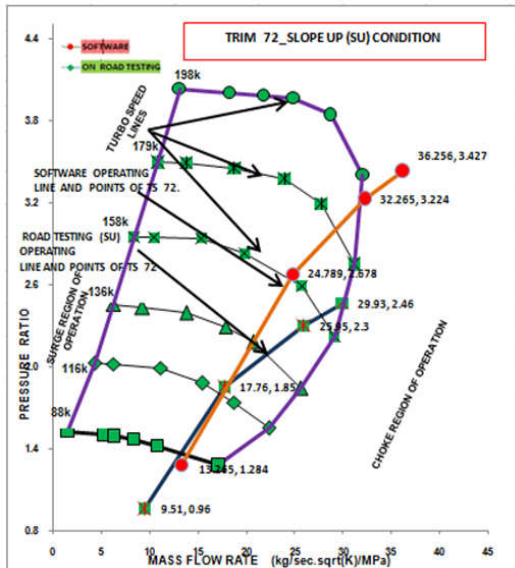 TRIM 72_SLOPE UP (SU) CONDITION
SOFTWARE
ON ROAD TESTING
4.4
3.8
3.2
2.6
2.0
1.4
0.8
PRESSURE RATIO
198k
179k
158k
136k
116k
88k
TURBO SPEED
LINES
SOFTWARE OPERATING
LINE AND POINTS OF TS 72.
ROAD TESTING (SU)
OPERATING
LINE AND POINTS OF TS 72
SURGE REGION OF
OPERATION
CHOKE REGION OF OPERATION
36.256, 3.427
32.265, 3.224
24.789, 2.678
29.93, 2.46
25.95, 2.3
17.76, 1.85
13.265, 1.284
9.51, 0.96
0 5 10 15 20 25 30 35 40 45
MASS FLOW RATE (kg/sec.sqrt(K)/MPa)